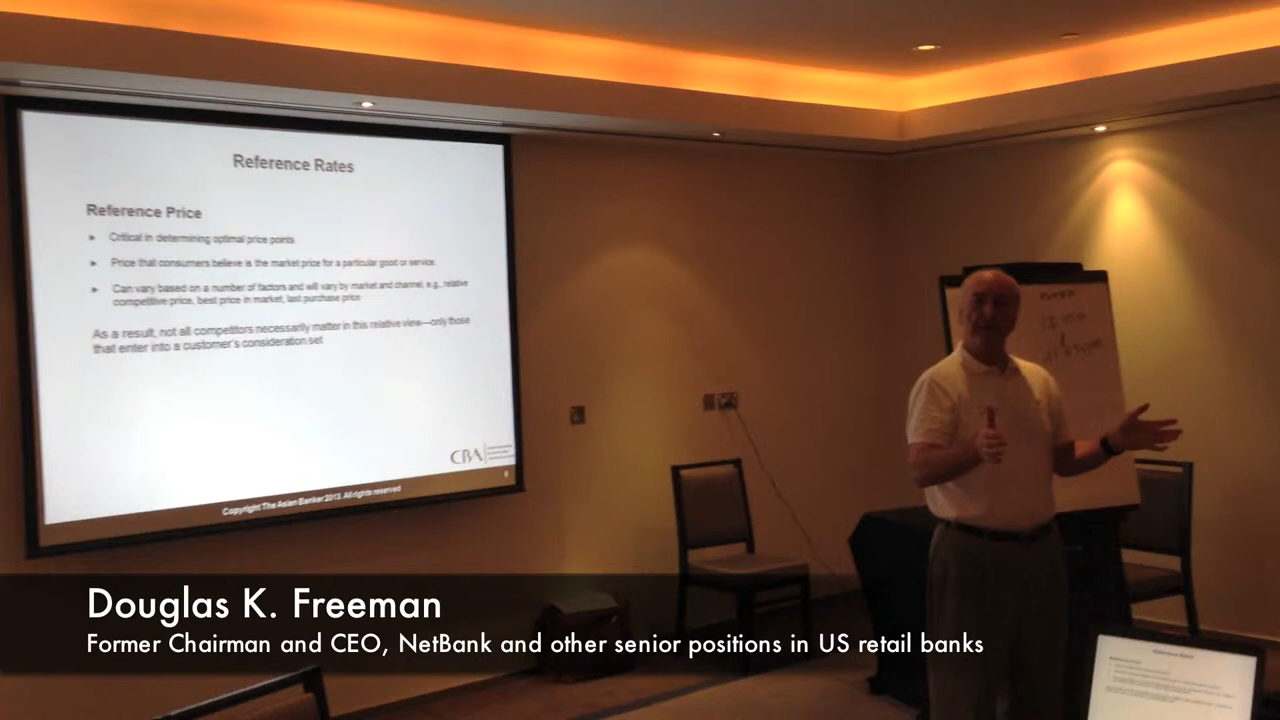 Reference Rates
Reference Price
► Critical in determining optimal price points
► Price that consumers believe is the market price for a particular good or service.
► Can vary based on a number of factors and will vary by market and channel, e.g., relative
competitive price, best price in market, last purchase price
As a result, not all competitors necessarily matter in this relative view—only those
that enter into a customer's consideration set
CBA
6
Copyright The Asian Banker 2013. All rights reserved
Douglas K. Freeman
Former Chairman and CEO, NetBank and other senior positions in US retail banks
Reference Rates